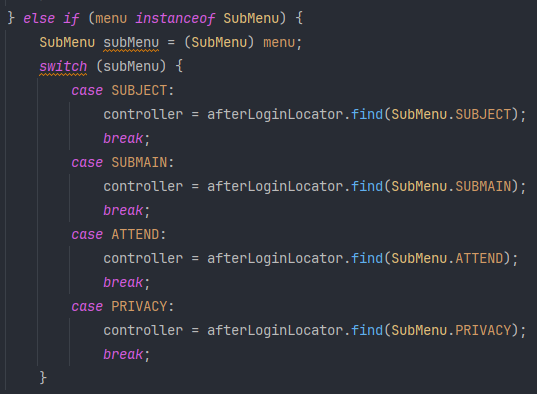 } else if (menu instanceof SubMenu) {
    SubMenu subMenu = (SubMenu) menu;
    switch (subMenu) {
        case SUBJECT:
            controller = afterLoginLocator.find(SubMenu.SUBJECT);
            break;
        case SUBMAIN:
            controller = afterLoginLocator.find(SubMenu.SUBMAIN);
            break;
        case ATTEND:
            controller = afterLoginLocator.find(SubMenu.ATTEND);
            break;
        case PRIVACY:
            controller = afterLoginLocator.find(SubMenu.PRIVACY);
            break;
    }